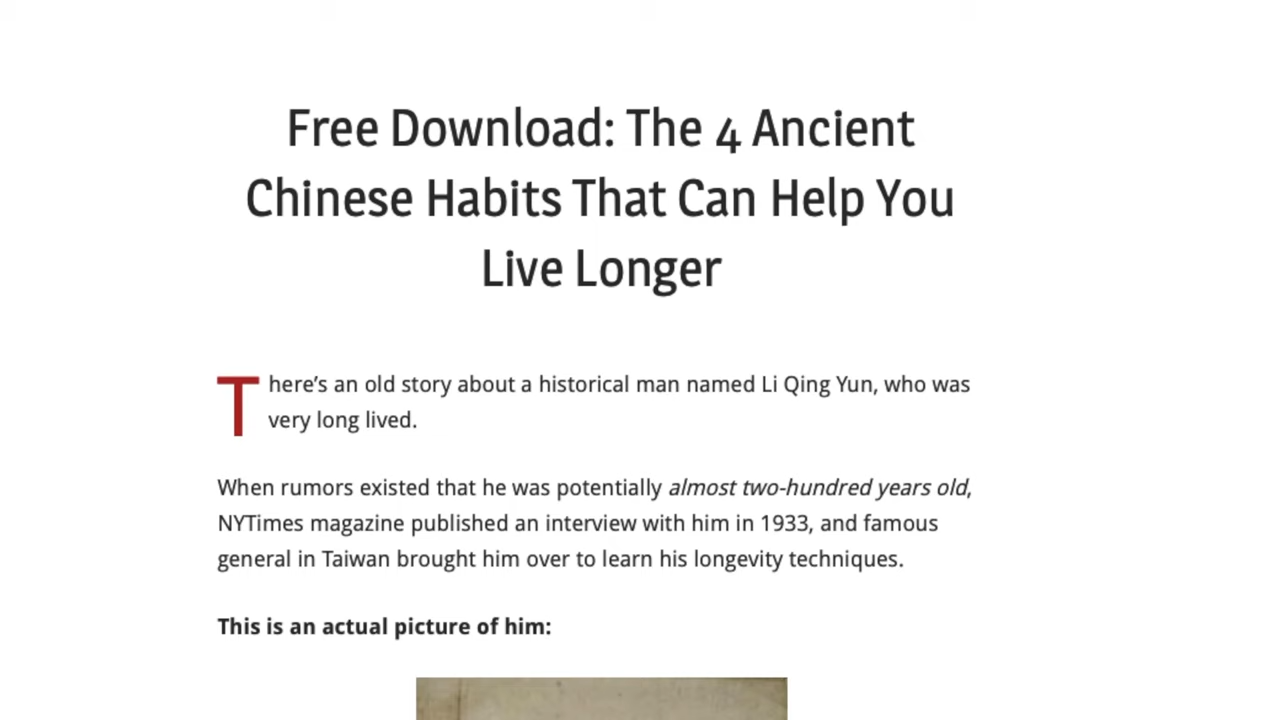 Free Download: The 4 Ancient
Chinese Habits That Can Help You
Live Longer
There’s an old story about a historical man named Li Qing Yun, who was
very long lived.
When rumors existed that he was potentially almost two-hundred years old,
NYTimes magazine published an interview with him in 1933, and famous
general in Taiwan brought him over to learn his longevity techniques.
This is an actual picture of him: